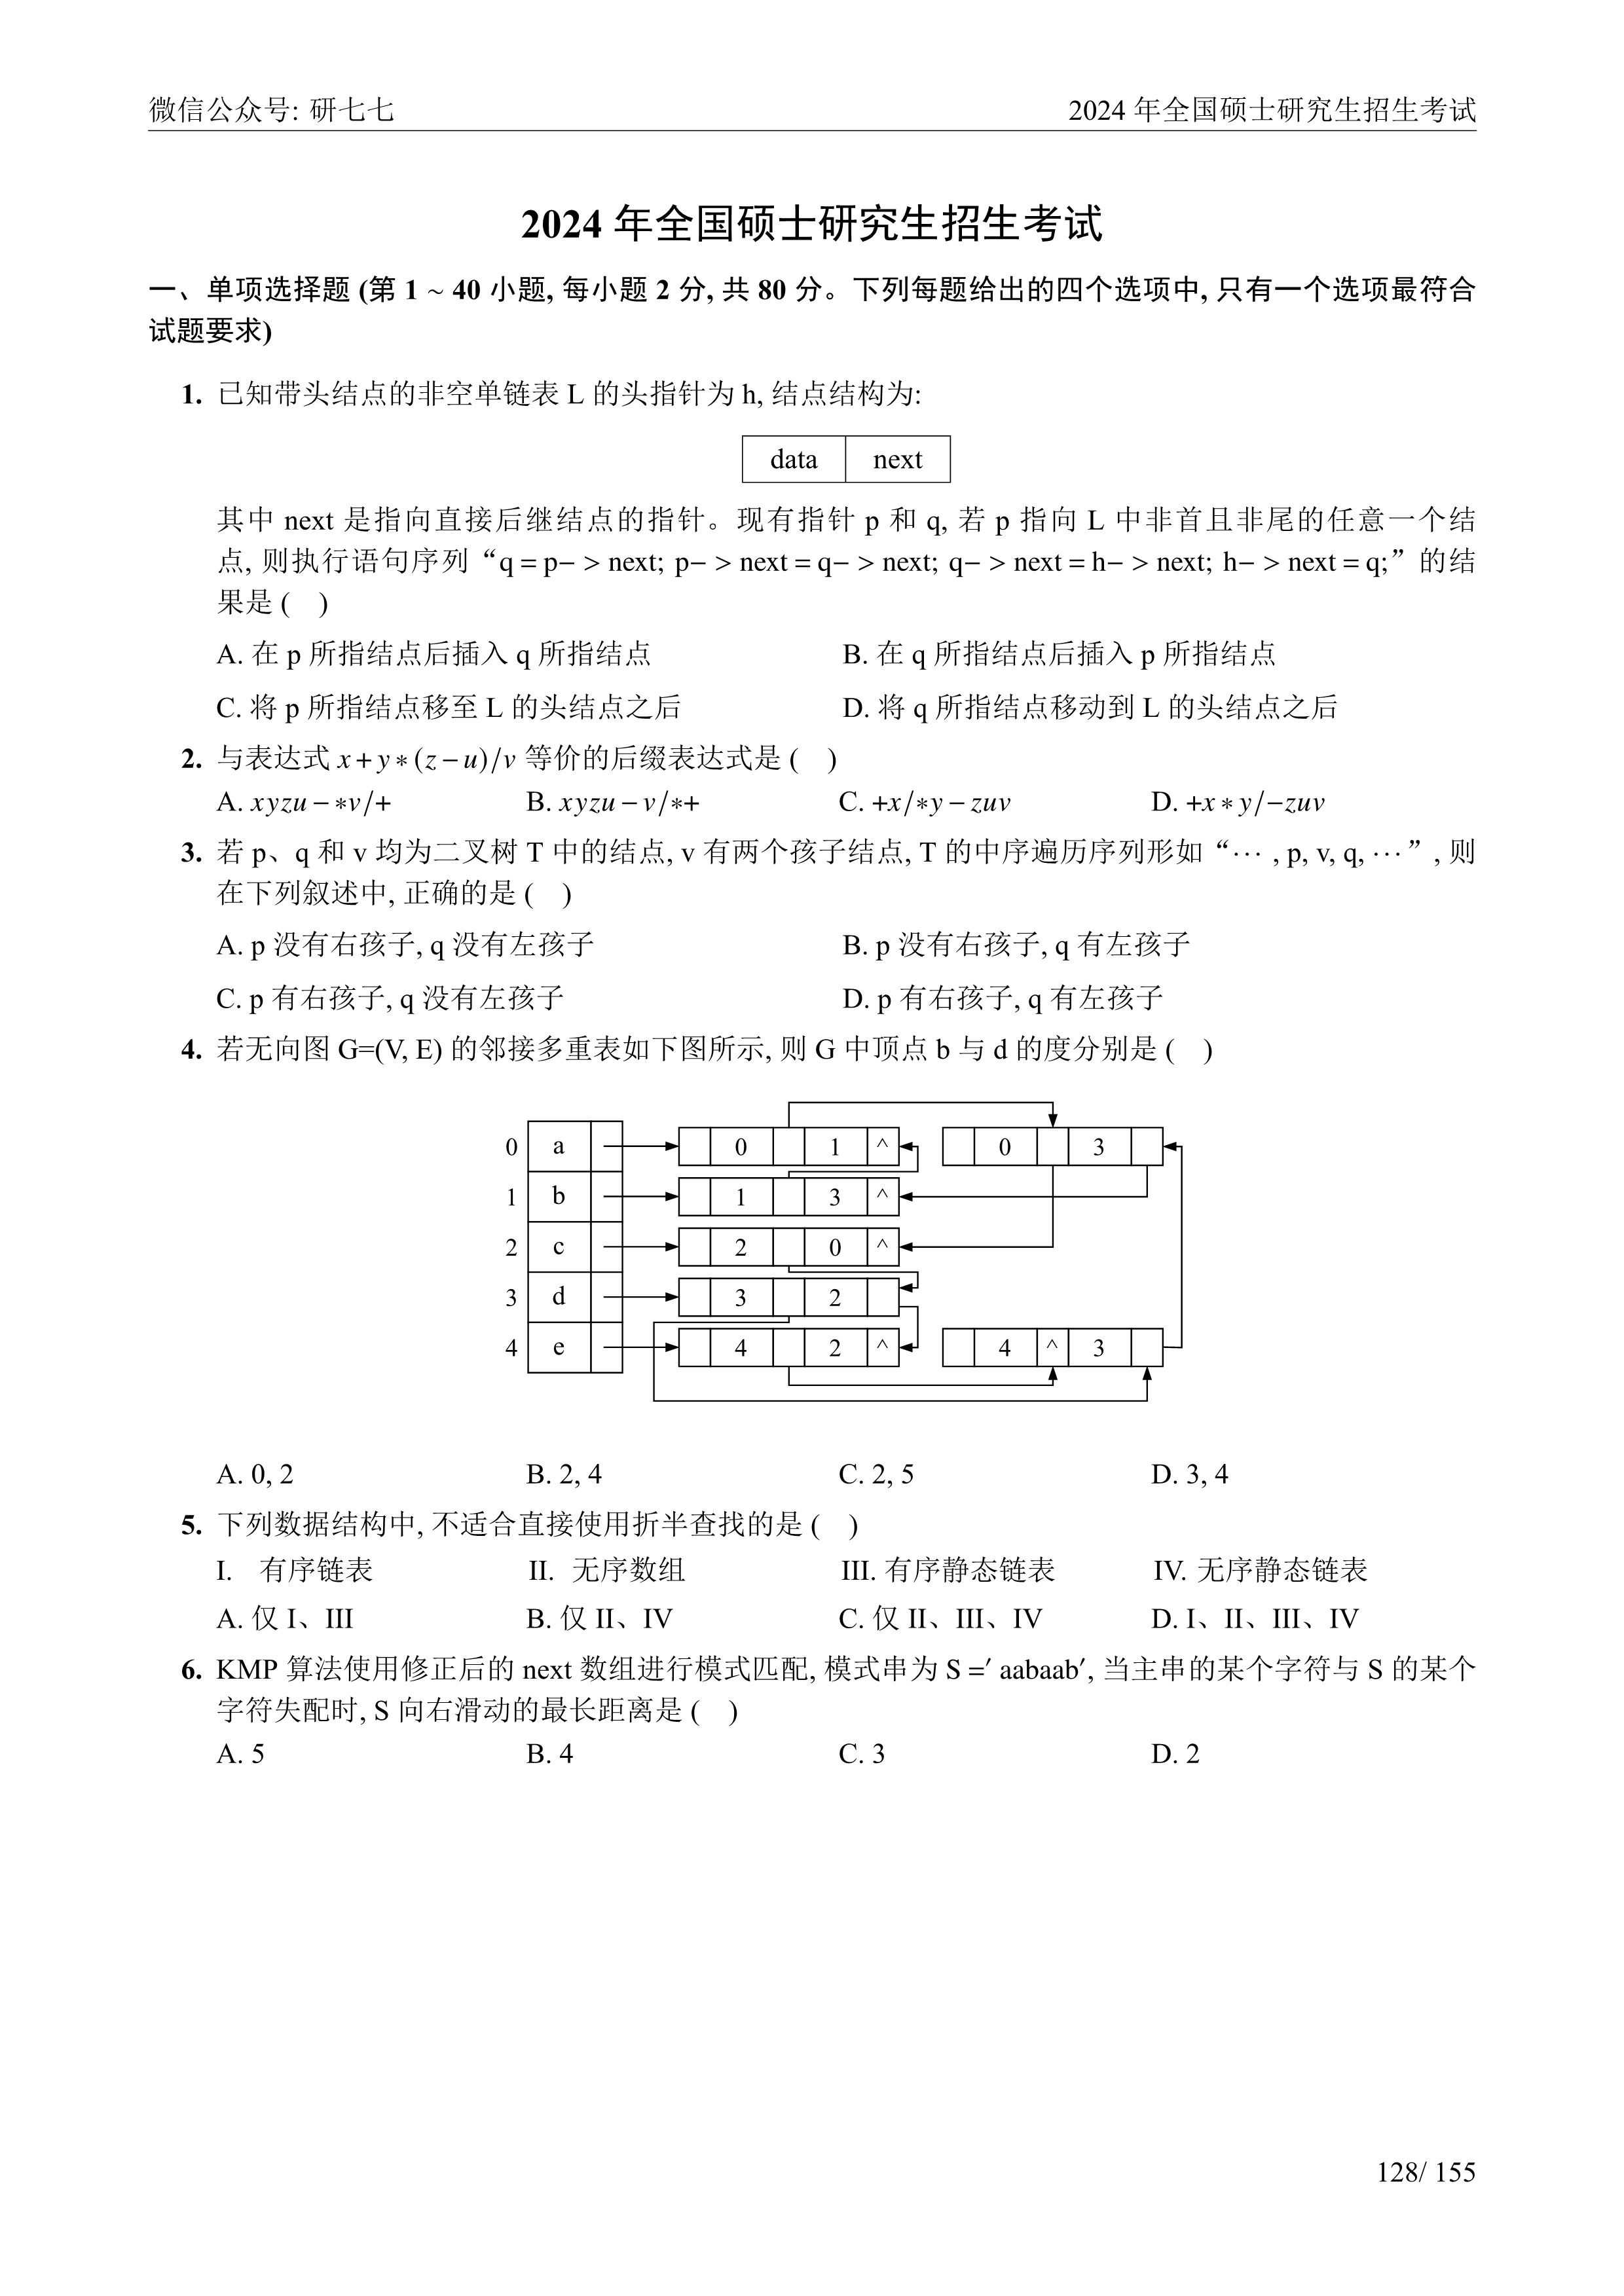 微信公众号: 研七七 2024 年全国硕士研究生招生考试
2024 年全国硕士研究生招生考试
一、单项选择题 (第 1 ~ 40 小题, 每小题 2 分, 共 80 分。下列每题给出的四个选项中, 只有一个选项最符合
试题要求)
1. 已知带头结点的非空单链表 L 的头指针为 h, 结点结构为:
data next
其中 next 是指向直接后继结点的指针。现有指针 p 和 q, 若 p 指向 L 中非首且非尾的任意一个结
点, 则执行语句序列“q = p− > next; p− > next = q− > next; q− > next = h− > next; h− > next = q;”的结
果是 ( )
A. 在 p 所指结点后插入 q 所指结点 B. 在 q 所指结点后插入 p 所指结点
C. 将 p 所指结点移至 L 的头结点之后 D. 将 q 所指结点移动到 L 的头结点之后
2. 与表达式 x + y ∗ (z − u)/v 等价的后缀表达式是 ( )
A. xyzu − ∗v/+ B. xyzu − v/∗+ C. +x/∗y − zuv D. +x ∗ y/−zuv
3. 若 p、q 和 v 均为二叉树 T 中的结点, v 有两个孩子结点, T 的中序遍历序列形如“··· , p, v, q, ···”, 则
在下列叙述中, 正确的是 ( )
A. p 没有右孩子, q 没有左孩子 B. p 没有右孩子, q 有左孩子
C. p 有右孩子, q 没有左孩子 D. p 有右孩子, q 有左孩子
4. 若无向图 G=(V, E) 的邻接多重表如下图所示, 则 G 中顶点 b 与 d 的度分别是 ( )
0 a 0 1 ^ 0 3
1 b 1 3 ^
2 c 2 0 ^
3 d 3 2
4 e 4 2 ^ 4 ^ 3
A. 0, 2 B. 2, 4 C. 2, 5 D. 3, 4
5. 下列数据结构中, 不适合直接使用折半查找的是 ( )
I. 有序链表 II. 无序数组 III. 有序静态链表 IV. 无序静态链表
A. 仅 I、III B. 仅 II、IV C. 仅 II、III、IV D. I、II、III、IV
6. KMP 算法使用修正后的 next 数组进行模式匹配, 模式串为 S =′ aabaab′, 当主串的某个字符与 S 的某个
字符失配时, S 向右滑动的最长距离是 ( )
A. 5 B. 4 C. 3 D. 2
128/ 155